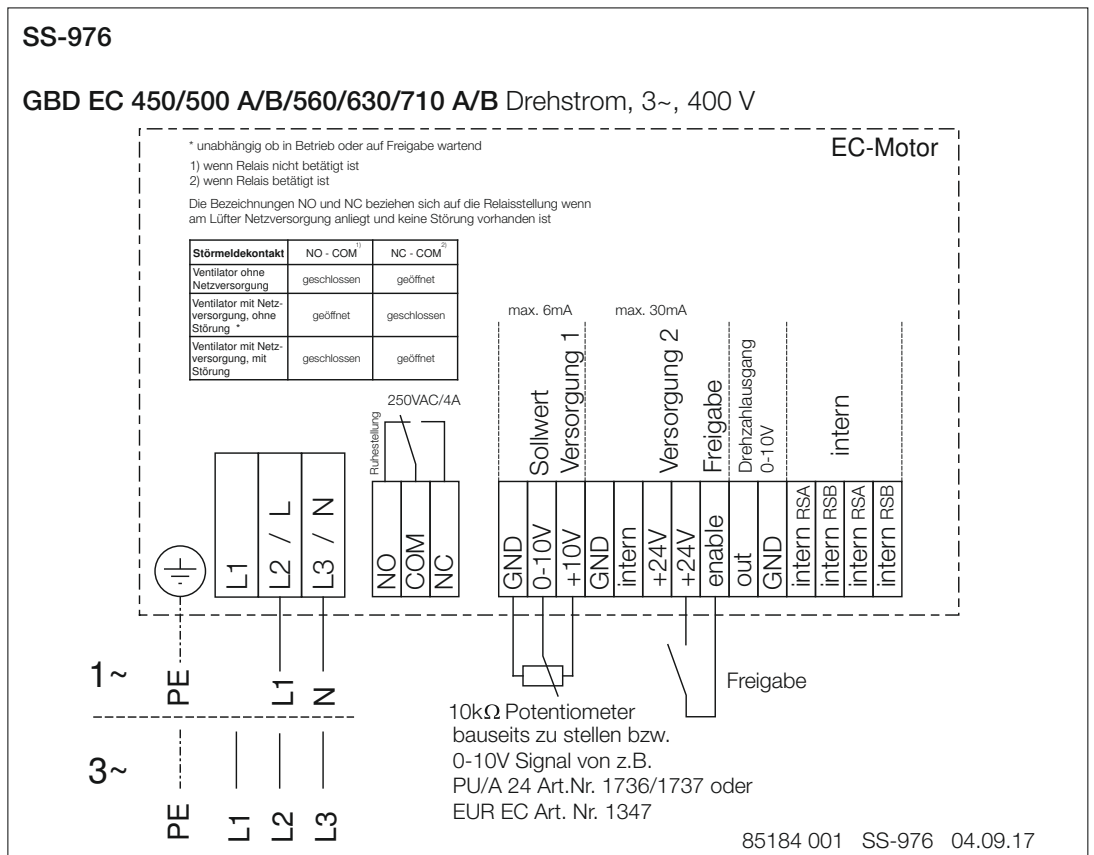 SS-976
GBD EC 450/500 A/B/560/630/710 A/B Drehstrom, 3~, 400 V
EC-Motor
* unabhängig ob in Betrieb oder auf Freigabe wartend
1) wenn Relais nicht betätigt ist
2) wenn Relais betätigt ist
Die Bezeichnungen NO und NC beziehen sich auf die Relaisstellung wenn
am Lüfter Netzversorgung anliegt und keine Störung vorhanden ist
Störmeldekontakt NO - COM 1) NC - COM 2)
Ventilator ohne
Netzversorgung
geschlossen geöffnet
Ventilator mit Netz-
versorgung, ohne
Störung *
geöffnet geschlossen
Ventilator mit Netz-
versorgung, mit
Störung
geschlossen geöffnet
250VAC/4A
Ruhestellung
max. 6mA
max. 30mA
Sollwert
Versorgung 1
Versorgung 2
Freigabe
Drehzahlausgang
0-10V
intern
L1
L2 / L
L3 / N
NO
COM
NC
GND
0-10V
+10V
GND
intern
+24V
+24V
enable
out
GND
intern RSA
intern RSB
intern RSA
intern RSB
1~
PE
L1
N
3~
PE
L1
L2
L3
Freigabe
10kΩ Potentiometer
bauseits zu stellen bzw.
0-10V Signal von z.B.
PU/A 24 Art.Nr. 1736/1737 oder
EUR EC Art. Nr. 1347
85184 001 SS-976 04.09.17